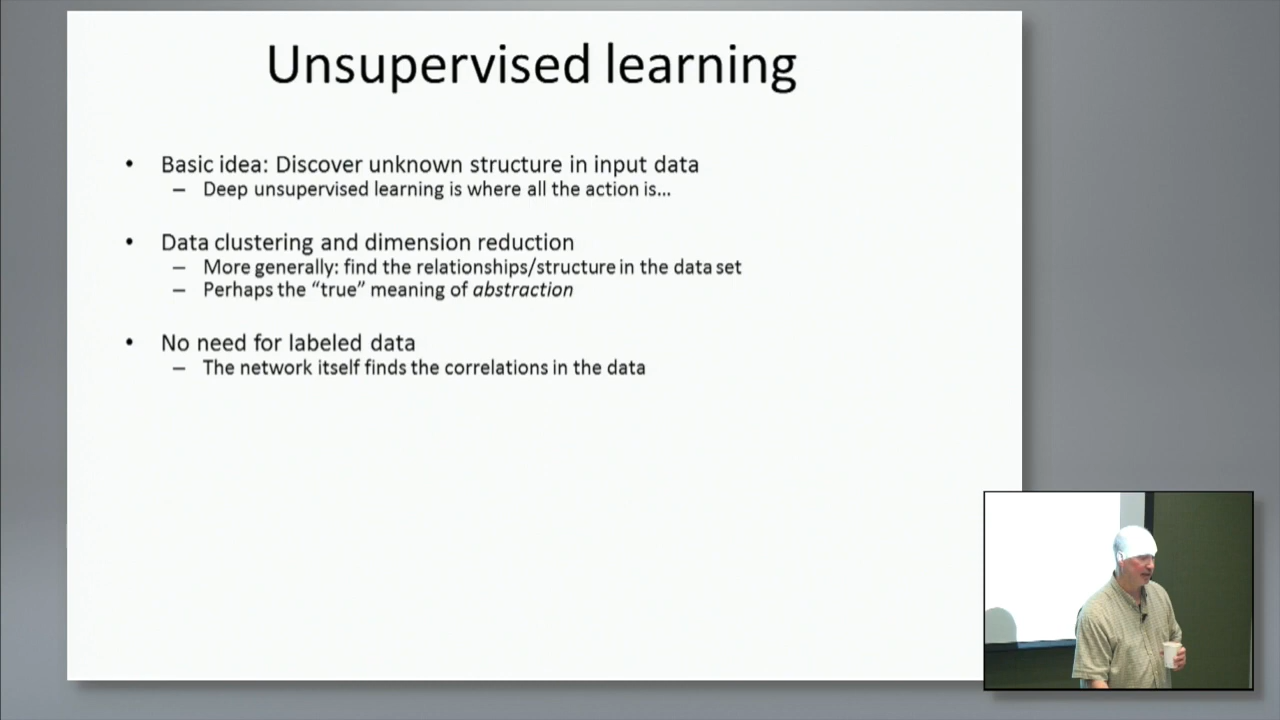 Unsupervised learning
• Basic idea: Discover unknown structure in input data
– Deep unsupervised learning is where all the action is…
• Data clustering and dimension reduction
– More generally: find the relationships/structure in the data set
– Perhaps the “true” meaning of abstraction
• No need for labeled data
– The network itself finds the correlations in the data